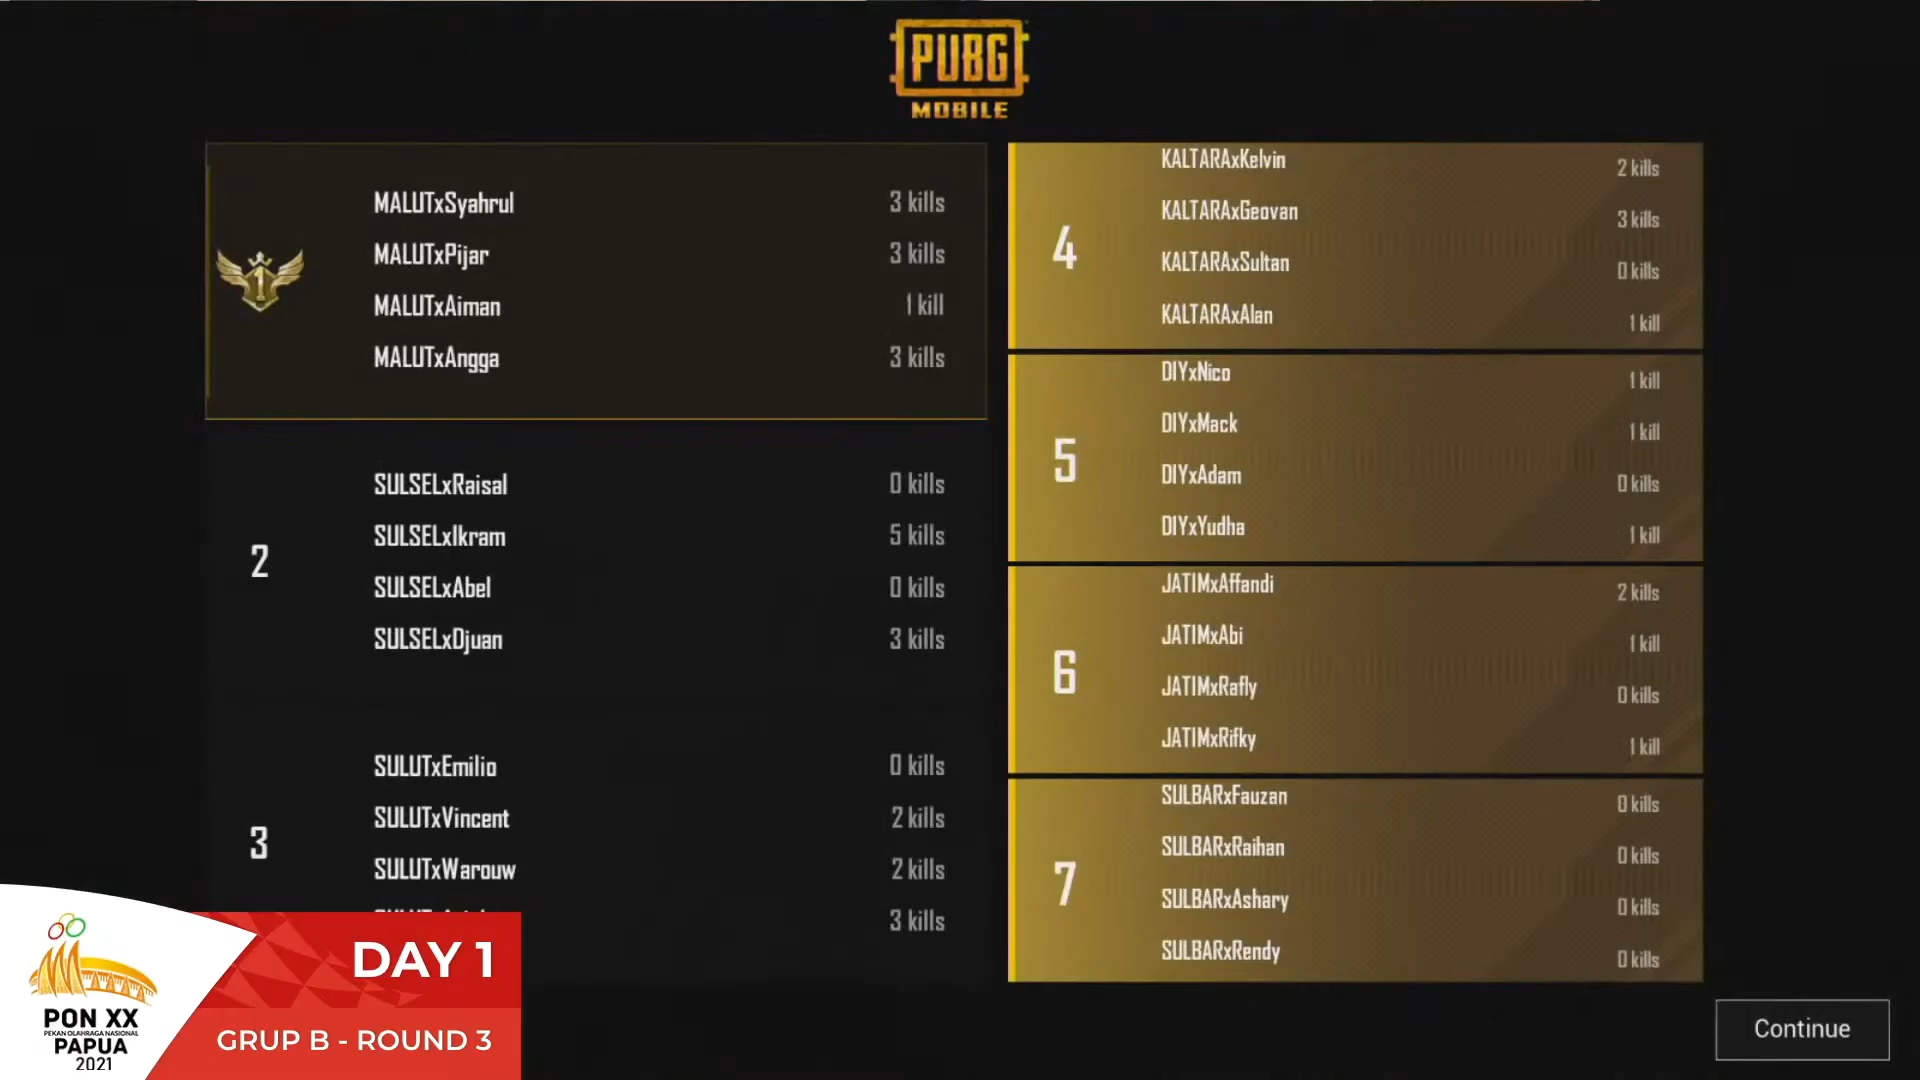 PUBG
MOBILE
1
MALUTxSyahrul 3 kills
MALUTxPijar 3 kills
MALUTxAiman 1 kill
MALUTxAngga 3 kills
2
SULSELxRaisal 0 kills
SULSELxIkram 5 kills
SULSELxAbel 0 kills
SULSELxDjuan 3 kills
3
SULUTxEmilio 0 kills
SULUTxVincent 2 kills
SULUTxWarouw 2 kills
3 kills
4
KALTARAxKelvin 2 kills
KALTARAxGeovan 3 kills
KALTARAxSultan 0 kills
KALTARAxAlan 1 kill
5
DIYxNico 1 kill
DIYxMack 1 kill
DIYxAdam 0 kills
DIYxYudha 1 kill
6
JATIMxAffandi 2 kills
JATIMxAbi 1 kill
JATIMxRafly 0 kills
JATIMxRifky 1 kill
7
SULBARxFauzan 0 kills
SULBARxRaihan 0 kills
SULBARxAshary 0 kills
SULBARxRendy 0 kills
DAY 1
GRUP B - ROUND 3
PON XX
PEKAN OLAHRAGA NASIONAL
PAPUA
2021
Continue